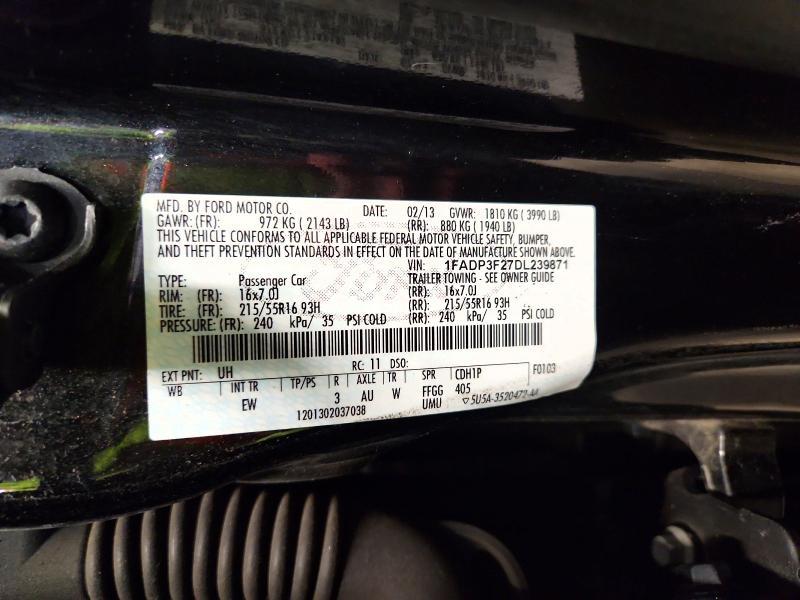 MFD. BY FORD MOTOR CO. DATE: 02/13 GVWR: 1810 KG ( 3990 LB)
GAWR: (FR): 972 KG ( 2143 LB) (RR): 880 KG ( 1940 LB)
THIS VEHICLE CONFORMS TO ALL APPLICABLE FEDERAL MOTOR VEHICLE SAFETY, BUMPER,
AND THEFT PREVENTION STANDARDS IN EFFECT ON THE DATE OF MANUFACTURE SHOWN ABOVE.
VIN: 1FADP3F27DL239871
TYPE: Passenger Car TRAILER TOWING - SEE OWNER GUIDE
RIM: (FR): 16x7.0J (RR): 16x7.0J
TIRE: (FR): 215/55R16 93H (RR): 215/55R16 93H
PRESSURE: (FR): 240 kPa/ 35 PSI COLD (RR): 240 kPa/ 35 PSI COLD
EXT PNT: UH RC: 11 DSO: F0103
WB INT TR TP/PS R AXLE TR SPR CDH1P
EW 3 AU W FFGG 405
1201302037038 UMU ▽5U5A-3520472-AA